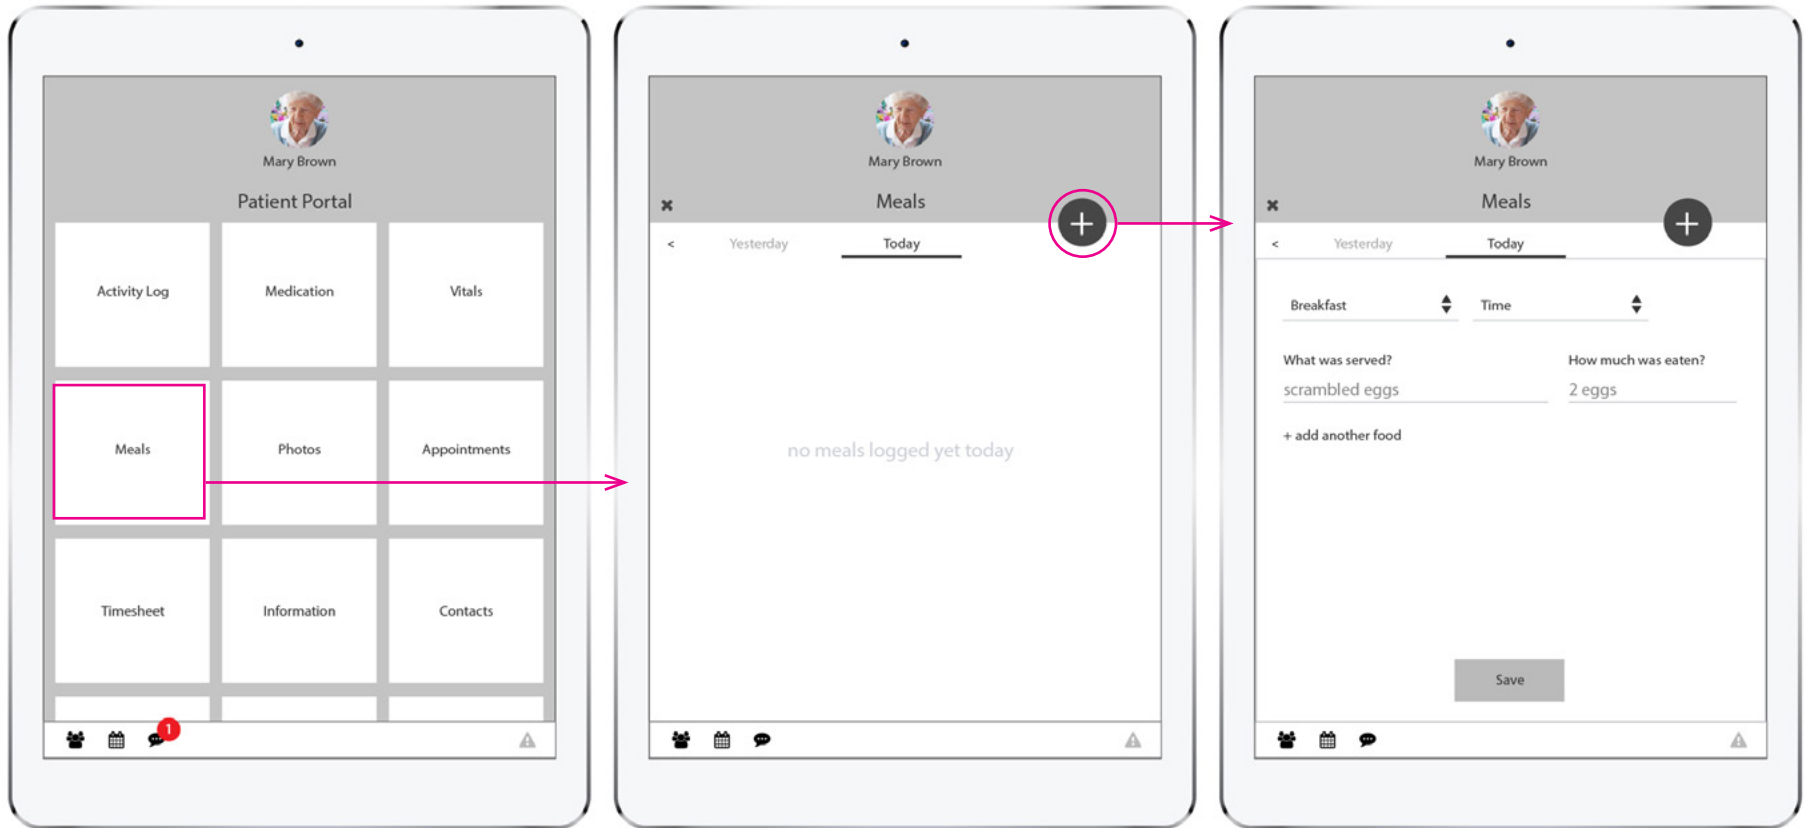 Mary Brown
Patient Portal
Activity Log
Medication
Vitals
Meals
Photos
Appointments
Timesheet
Information
Contacts
1
Mary Brown
Meals
+
< Yesterday Today
no meals logged yet today
Mary Brown
Meals
+
< Yesterday Today
Breakfast Time
What was served? How much was eaten?
scrambled eggs 2 eggs
+ add another food
Save